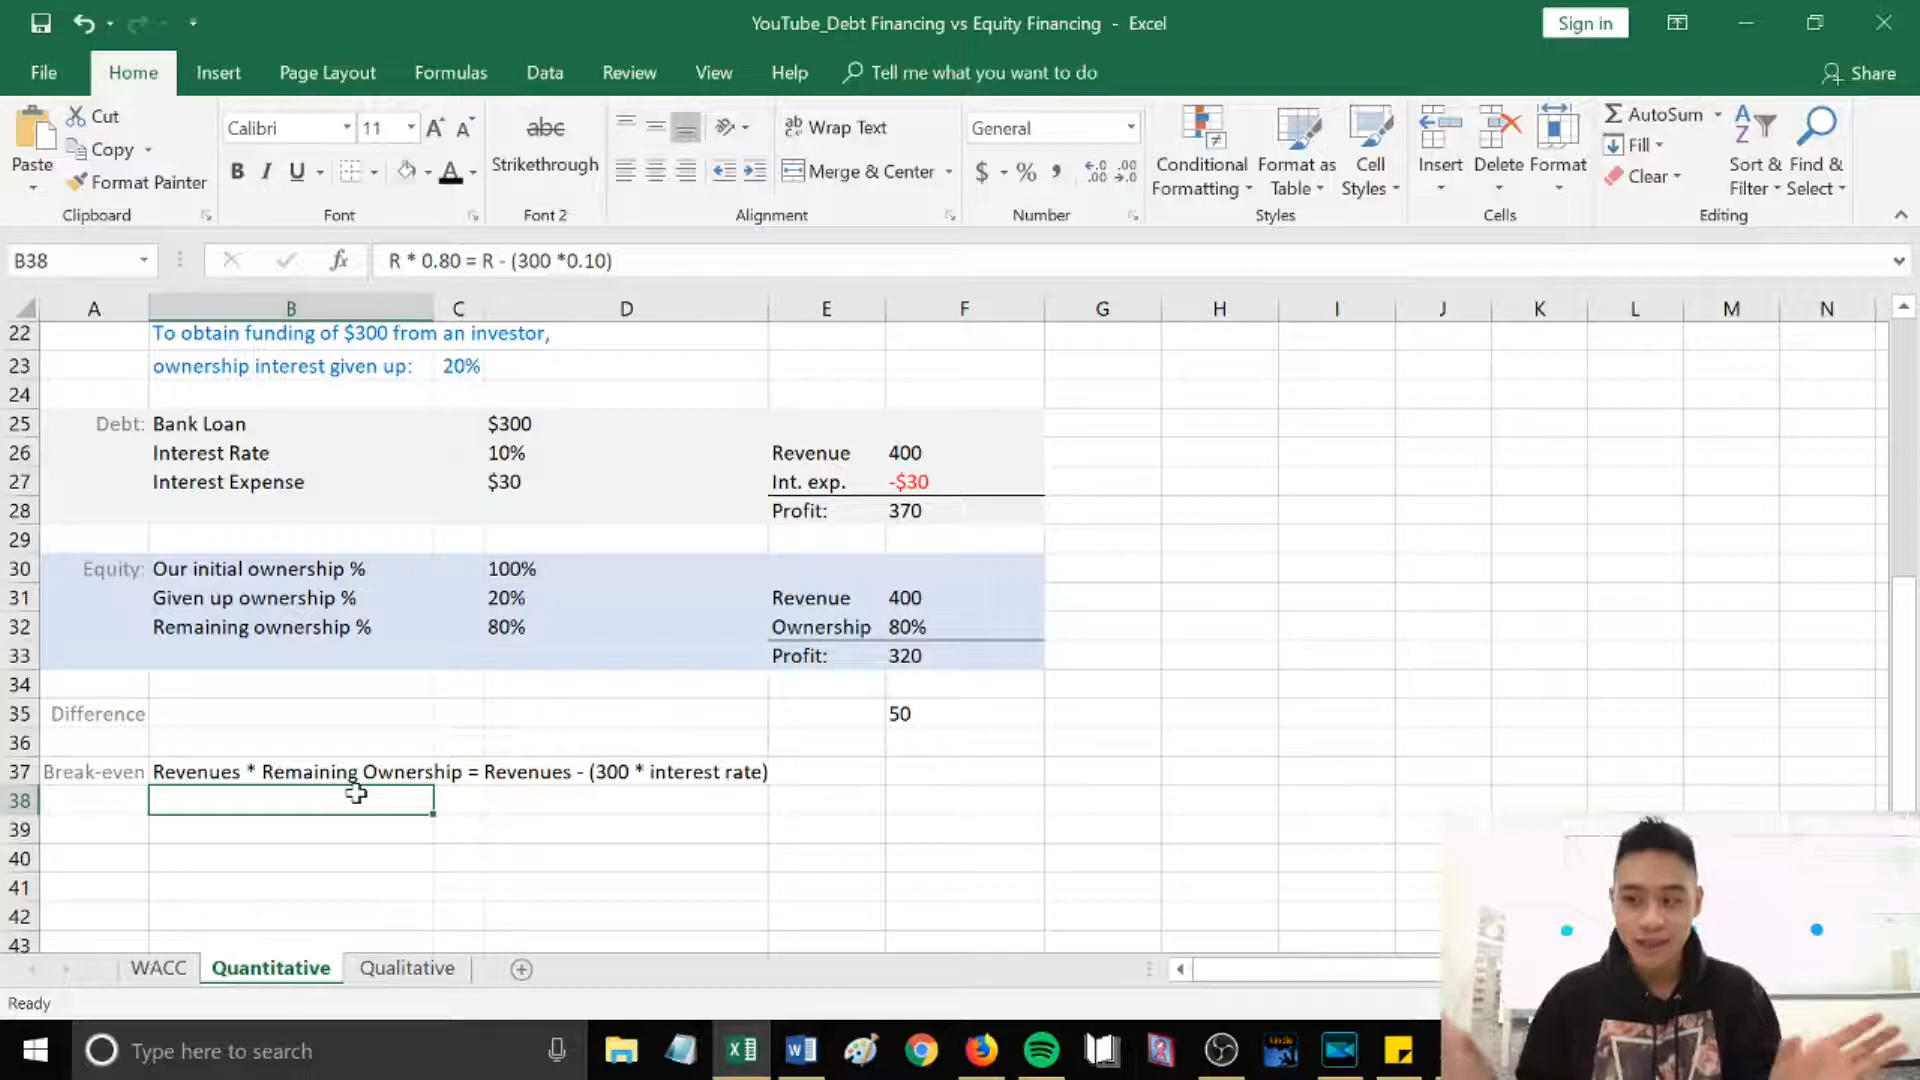 YouTube_Debt Financing vs Equity Financing - Excel
Sign in
File Home Insert Page Layout Formulas Data Review View Help Tell me what you want to do Share
Paste
Cut
Copy
Format Painter
Clipboard
Calibri 11
B I U
Font
abc
Strikethrough
Font 2
Wrap Text
Merge & Center
Alignment
General
$ % ,
Number
Conditional Formatting
Format as Table
Cell Styles
Styles
Insert Delete Format
Cells
AutoSum
Fill
Clear
Sort & Filter
Find & Select
Editing
B38 fx R * 0.80 = R - (300 *0.10)
A B C D E F G H I J K L M N
22 To obtain funding of $300 from an investor,
23 ownership interest given up: 20%
24
25 Debt: Bank Loan $300
26 Interest Rate 10% Revenue 400
27 Interest Expense $30 Int. exp. -$30
28 Profit: 370
29
30 Equity: Our initial ownership % 100%
31 Given up ownership % 20% Revenue 400
32 Remaining ownership % 80% Ownership 80%
33 Profit: 320
34
35 Difference 50
36
37 Break-even Revenues * Remaining Ownership = Revenues - (300 * interest rate)
38
39
40
41
42
43
WACC Quantitative Qualitative
Ready
Type here to search